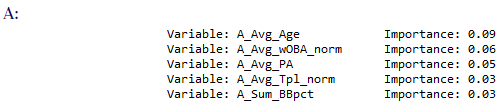 A:
Variable: A_Avg_Age Importance: 0.09
Variable: A_Avg_wOBA_norm Importance: 0.06
Variable: A_Avg_PA Importance: 0.05
Variable: A_Avg_Tpl_norm Importance: 0.03
Variable: A_Sum_BBpct Importance: 0.03